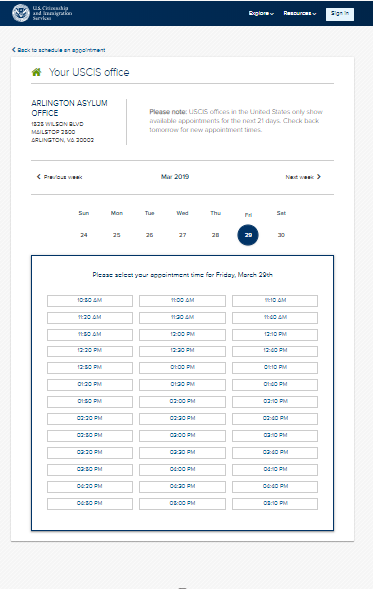 U.S. Citizenship
and Immigration
Services
Explore
Resources
Sign In
Back to schedule an appointment
Your USCIS office
ARLINGTON ASYLUM
OFFICE
WILSON BLVD
MAILSTOP
ARLINGTON, VA
Please note: USCIS offices in the United States only show
available appointments for the next 21 days. Check back
tomorrow for new appointment times.
Previous week
Mar 2019
Next week
Sun Mon Tue Wed Thu Fri Sat
24 25 26 27 28 29 30
Please select your appointment time for Friday, March 29th
10:50 AM 11:00 AM 11:10 AM
11:20 AM 11:30 AM 11:40 AM
11:50 AM 12:00 PM 12:10 PM
12:20 PM 12:30 PM 12:40 PM
12:50 PM 01:00 PM 01:10 PM
01:20 PM 01:30 PM 01:40 PM
01:50 PM 02:00 PM 02:10 PM
02:20 PM 02:30 PM 02:40 PM
02:50 PM 03:00 PM 03:10 PM
03:20 PM 03:30 PM 03:40 PM
03:50 PM 04:00 PM 04:10 PM
04:20 PM 04:30 PM 04:40 PM
04:50 PM 05:00 PM 05:10 PM